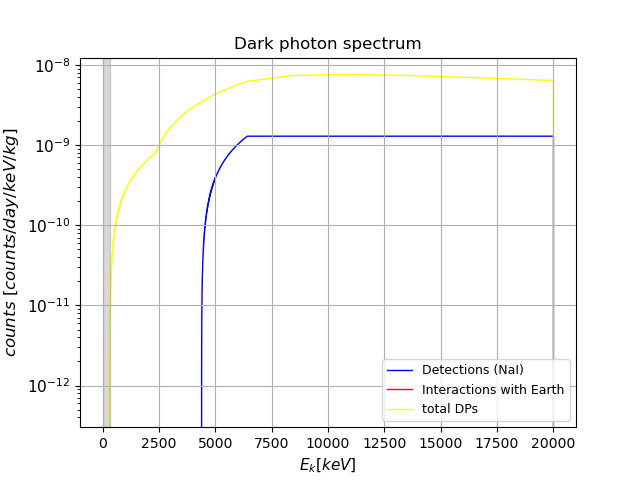 Dark photon spectrum
counts [counts/day/keV/kg]
10⁻⁸
10⁻⁹
10⁻¹⁰
10⁻¹¹
10⁻¹²
Detections (NaI)
Interactions with Earth
total DPs
0 2500 5000 7500 10000 12500 15000 17500 20000
Eₖ[keV]